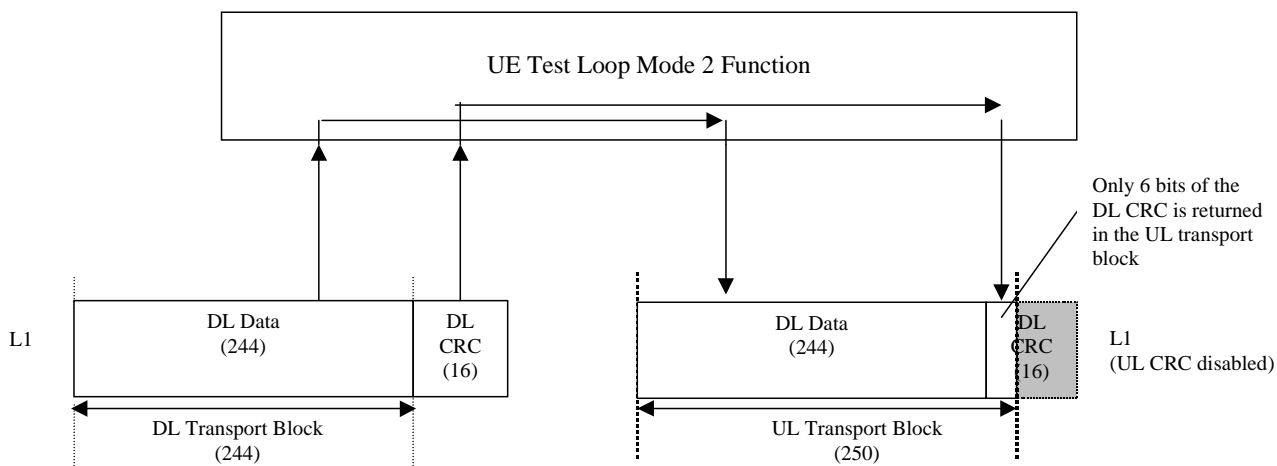 UE Test Loop Mode 2 Function
Only 6 bits of the
DL CRC is returned
in the UL transport
block
L1
DL Data
(244)
DL
CRC
(16)
DL Data
(244)
DL
CRC
(16)
L1
(UL CRC disabled)
DL Transport Block
(244)
UL Transport Block
(250)